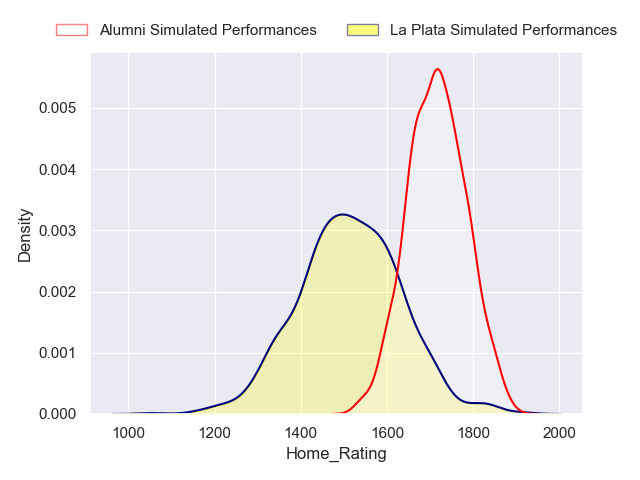 Alumni Simulated Performances La Plata Simulated Performances
0.005
0.004
0.003
0.002
0.001
0.000
Density
1000 1200 1400 1600 1800 2000
Home_Rating